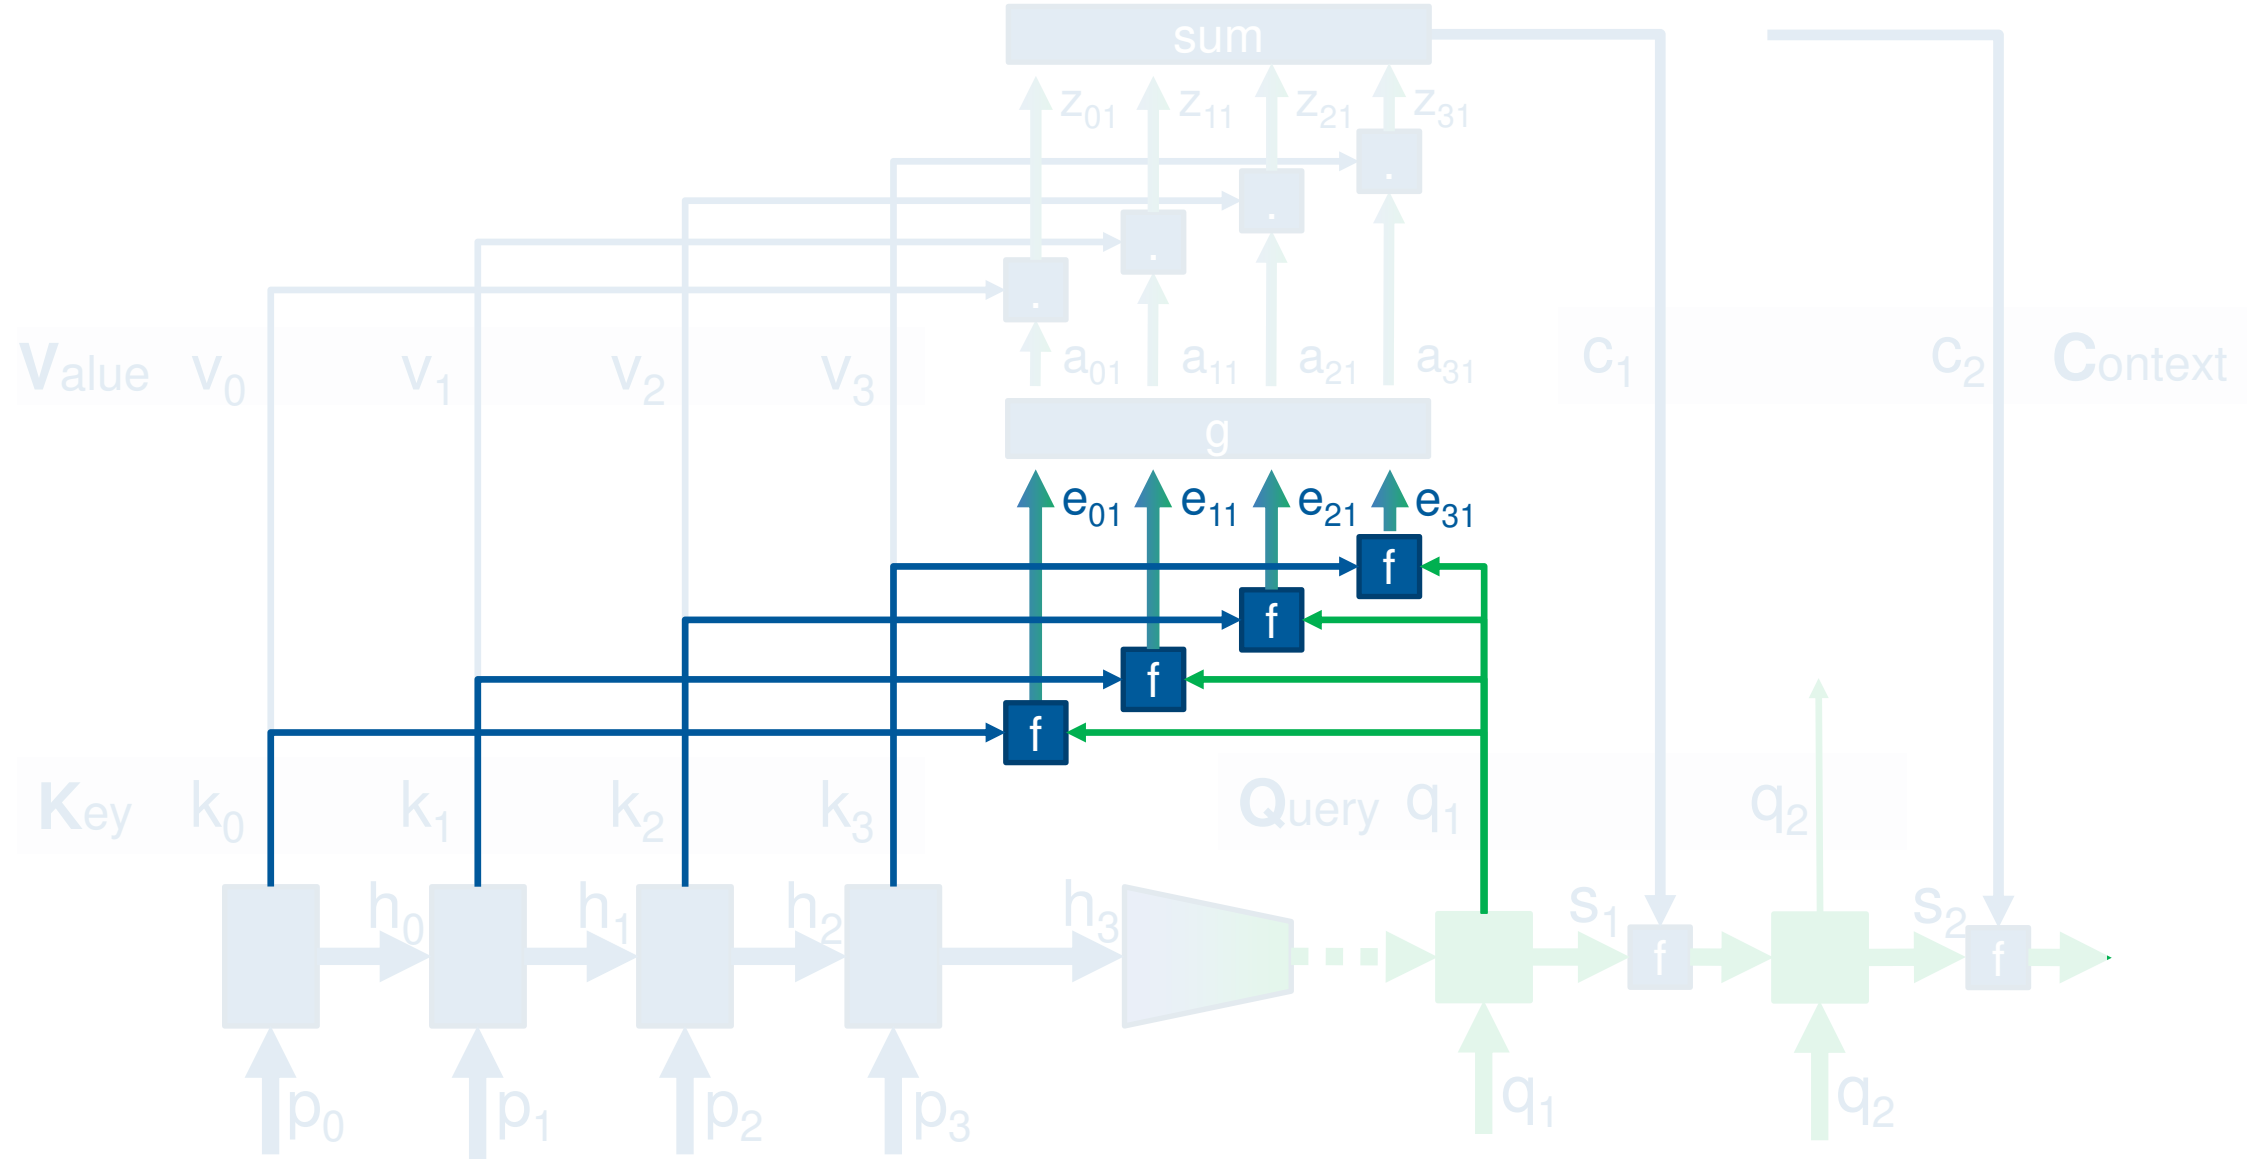 sum
z01 z11 z21 z31
. . . .
Value v0 v1 v2 v3 a01 a11 a21 a31 c1 c2 Context
g
e01 e11 e21 e31
f
f
f
f
Key k0 k1 k2 k3 Query q1 q2
h0 h1 h2 h3 s1 s2
f f
p0 p1 p2 p3 q1 q2